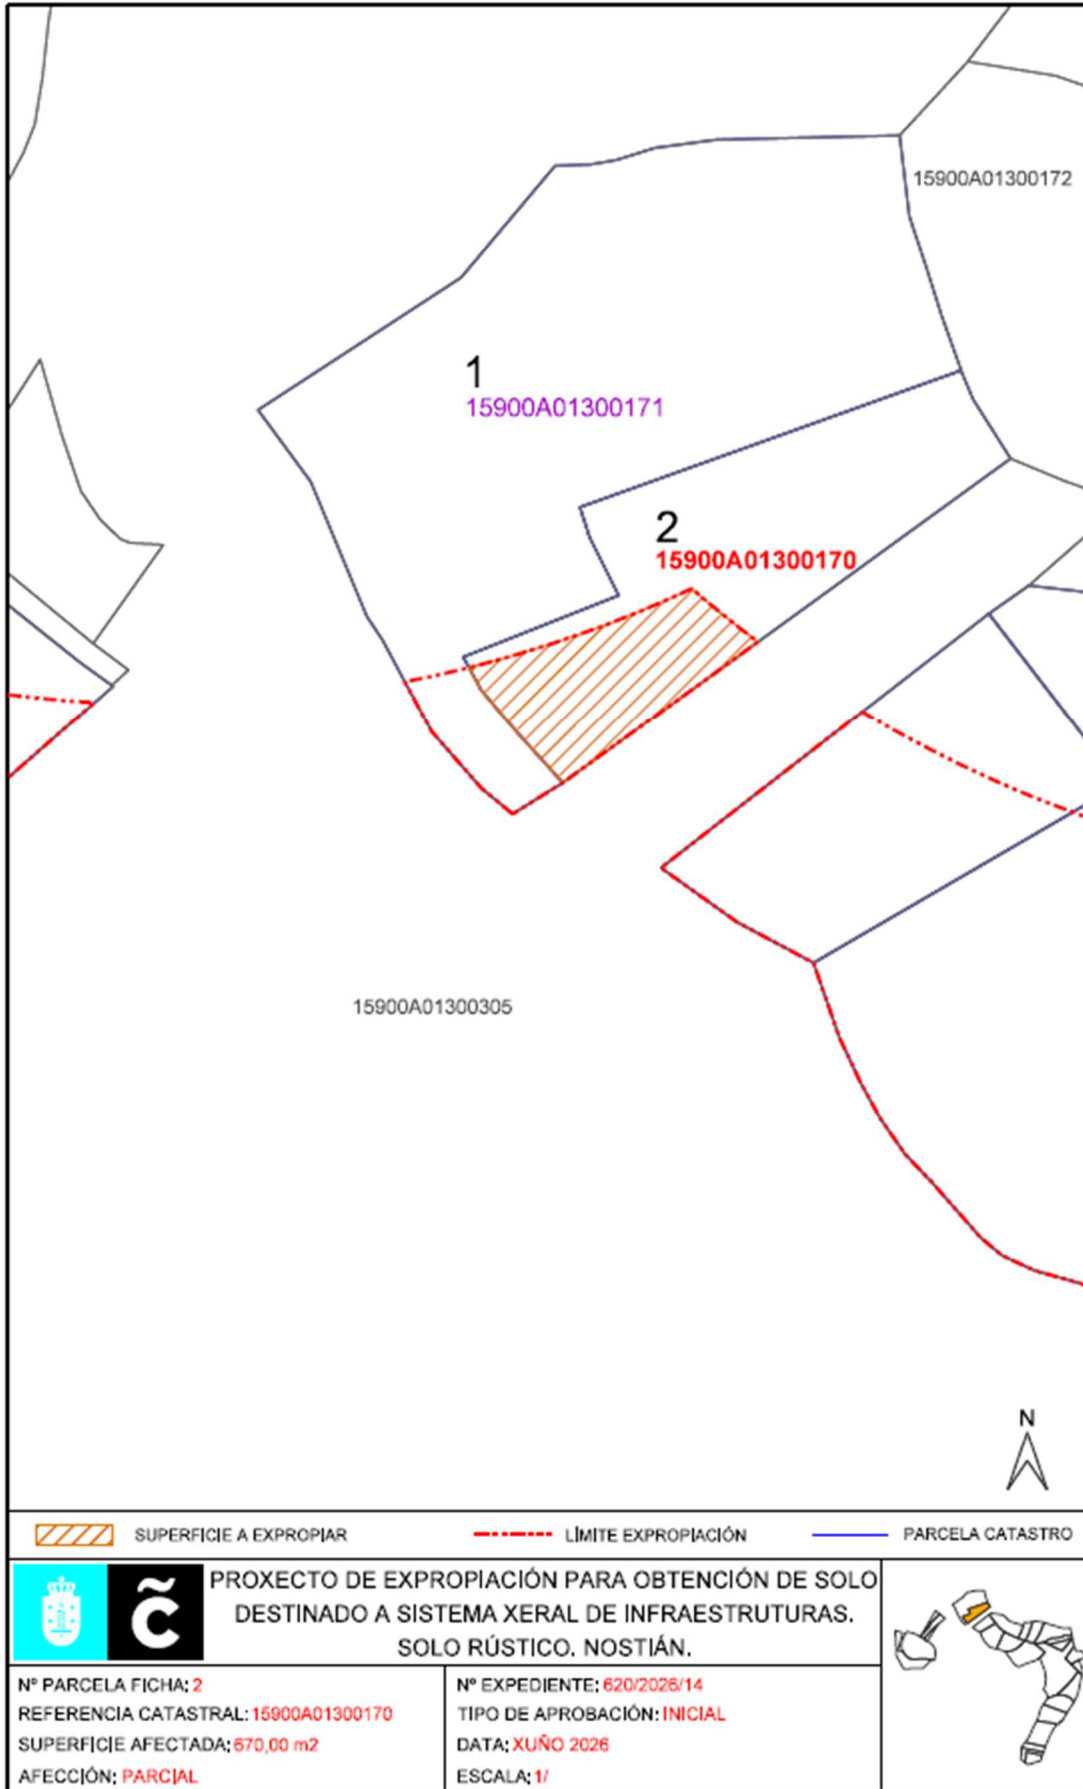 15900A01300172
1
15900A01300171
2
15900A01300170
15900A01300305
N
SUPERFICIE A EXPROPIAR
LÍMITE EXPROPIACIÓN
PARCELA CATASTRO
PROXECTO DE EXPROPIACIÓN PARA OBTENCIÓN DE SOLO
DESTINADO A SISTEMA XERAL DE INFRAESTRUTURAS.
SOLO RÚSTICO. NOSTIÁN.
Nº PARCELA FICHA: 2
REFERENCIA CATASTRAL: 15900A01300170
SUPERFICIE AFECTADA: 670,00 m2
AFECCIÓN: PARCIAL
Nº EXPEDIENTE: 620/2026/14
TIPO DE APROBACIÓN: INICIAL
DATA: XUÑO 2026
ESCALA: 1/